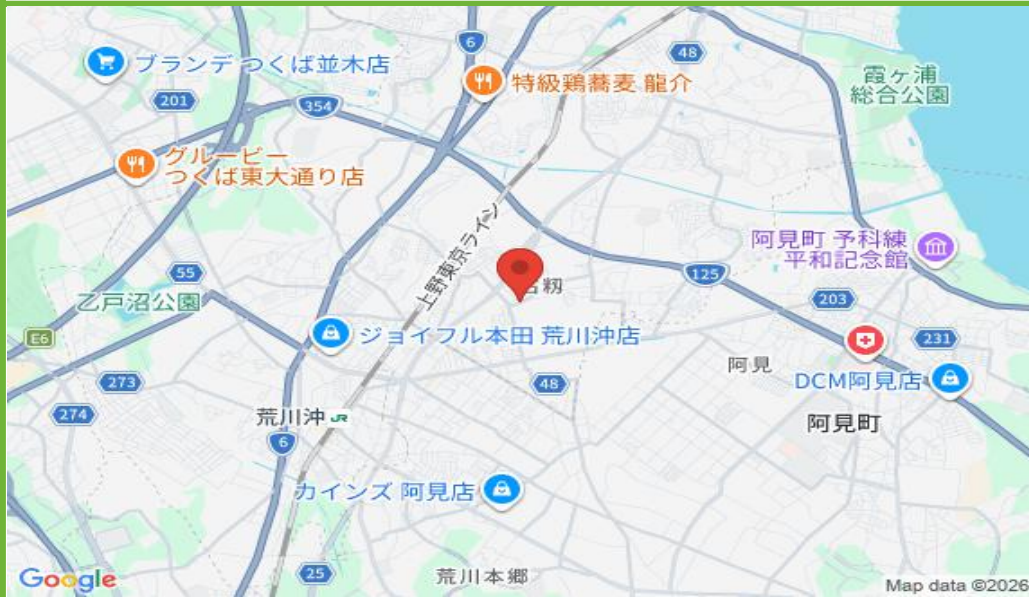 6
48
ブランデ つくば並木店
特級鶏蕎麦 龍介
霞ヶ浦
総合公園
201
354
グルービー
つくば東大通り店
上野東京ライン
阿見町 予科練
平和記念館
55
125
乙戸沼公園
右籾
203
E6
ジョイフル本田 荒川沖店
231
阿見
273
48
DCM阿見店
274
荒川沖 JR
阿見町
6
カインズ 阿見店
25
荒川本郷
Google
Map data ©2026